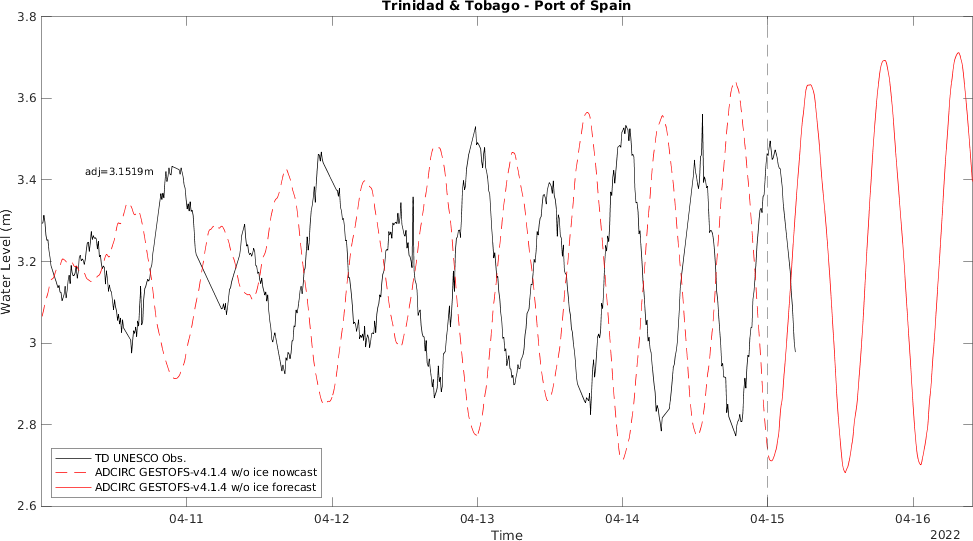 Trinidad & Tobago - Port of Spain
3.8
3.6
3.4
3.2
3
2.8
2.6
Water Level (m)
adj=3.1519m
TD UNESCO Obs.
ADCIRC GESTOFS-v4.1.4 w/o ice nowcast
ADCIRC GESTOFS-v4.1.4 w/o ice forecast
04-11
04-12
04-13
04-14
04-15
04-16
Time
2022